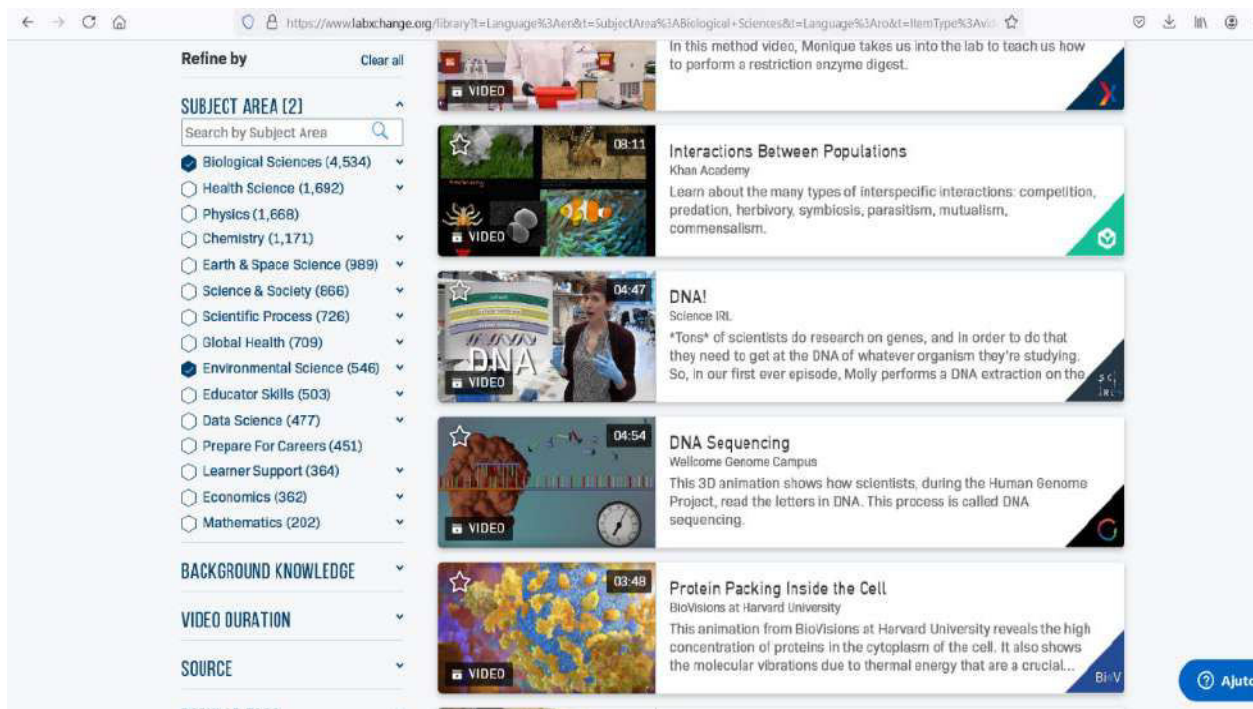 https://www.labxchange.org/library?t=Language%3Aen&t=SubjectArea%3ABiological+Sciences&t=Language%3Aro&t=ItemType%3Avid
Refine by
Clear all
SUBJECT AREA (2)
Search by Subject Area
Biological Sciences (4,534)
Health Science (1,692)
Physics (1,668)
Chemistry (1,171)
Earth & Space Science (989)
Science & Society (866)
Scientific Process (726)
Global Health (709)
Environmental Science (546)
Educator Skills (503)
Data Science (477)
Prepare For Careers (451)
Learner Support (364)
Economics (362)
Mathematics (202)
BACKGROUND KNOWLEDGE
VIDEO DURATION
SOURCE
VIDEO
In this method video, Monique takes us into the lab to teach us how
to perform a restriction enzyme digest.
08:11
VIDEO
Interactions Between Populations
Khan Academy
Learn about the many types of interspecific interactions: competition,
predation, herbivory, symbiosis, parasitism, mutualism,
commensalism.
04:47
DNA
VIDEO
DNA!
Science IRL
*Tons* of scientists do research on genes, and in order to do that
they need to get at the DNA of whatever organism they're studying.
So, in our first ever episode, Molly performs a DNA extraction on the
SCI
IRL
04:54
VIDEO
DNA Sequencing
Wellcome Genome Campus
This 3D animation shows how scientists, during the Human Genome
Project, read the letters in DNA. This process is called DNA
sequencing.
03:48
VIDEO
Protein Packing Inside the Cell
BioVisions at Harvard University
This animation from BioVisions at Harvard University reveals the high
concentration of proteins in the cytoplasm of the cell. It also shows
the molecular vibrations due to thermal energy that are a crucial...
BioV
Ajuto